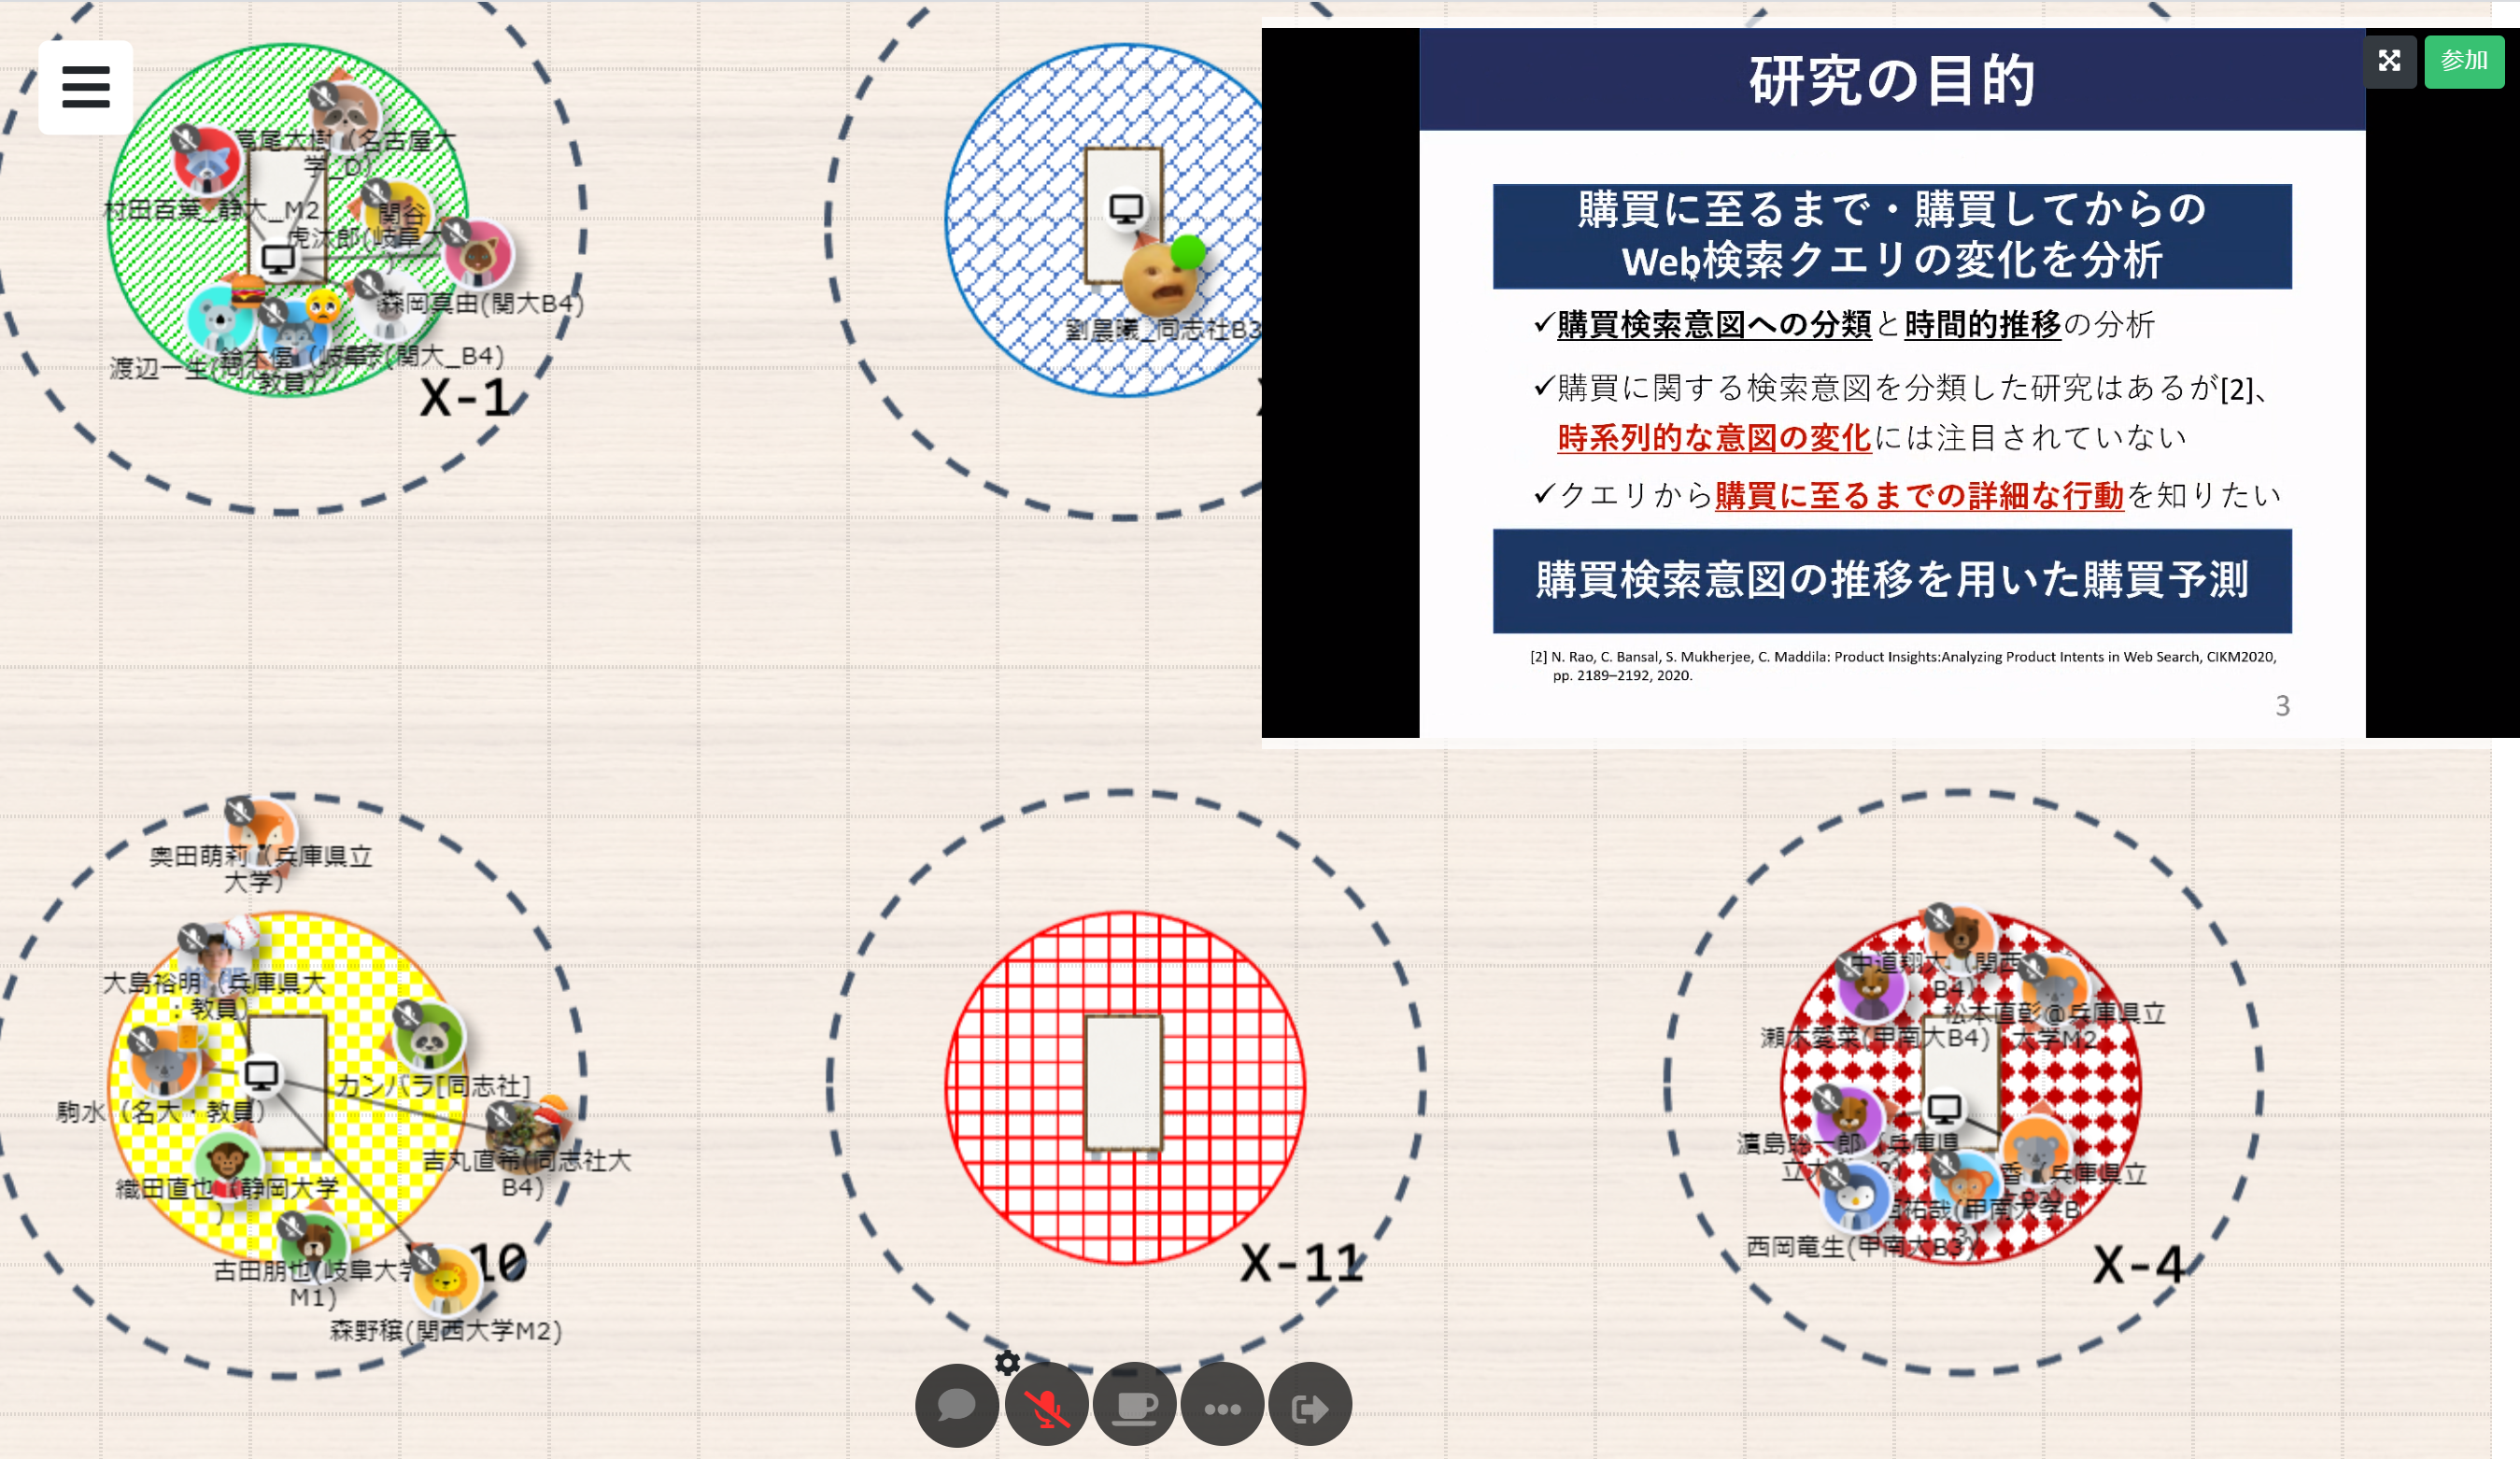 高尾大樹（名古屋大
学_D）
村田百葉_静大_M2
関谷
虎汰郎(岐阜大
森岡真由(関大B4)
(関大_B4)
渡辺一生
鈴木優（岐阜
教員）
X-1
劉晨曦_同志社B3
研究の目的
参加
購買に至るまで・購買してからの
Web検索クエリの変化を分析
✓購買検索意図への分類と時間的推移の分析
✓購買に関する検索意図を分類した研究はあるが[2]、
時系列的な意図の変化には注目されていない
✓クエリから購買に至るまでの詳細な行動を知りたい
購買検索意図の推移を用いた購買予測
[2] N. Rao, C. Bansal, S. Mukherjee, C. Maddila: Product Insights:Analyzing Product Intents in Web Search, CIKM2020,
pp. 2189–2192, 2020.
3
奥田萌莉（兵庫県立
大学）
大島裕明（兵庫県大
：教員）
カンバラ[同志社]
駒水（名大・教員）
吉丸直希(同志社大
B4)
織田直也（静岡大学
）
古田朋也(岐阜大学
M1)
10
森野穣(関西大学M2)
X-11
中道翔太（関西
B4)
松本直彰@兵庫県立
大学M2
瀬木愛菜(甲南大B4)
濵島聡一郎（兵庫県
香（兵庫県立
祐哉(甲南大学B
3)
西岡竜生(甲南大B3)
X-4